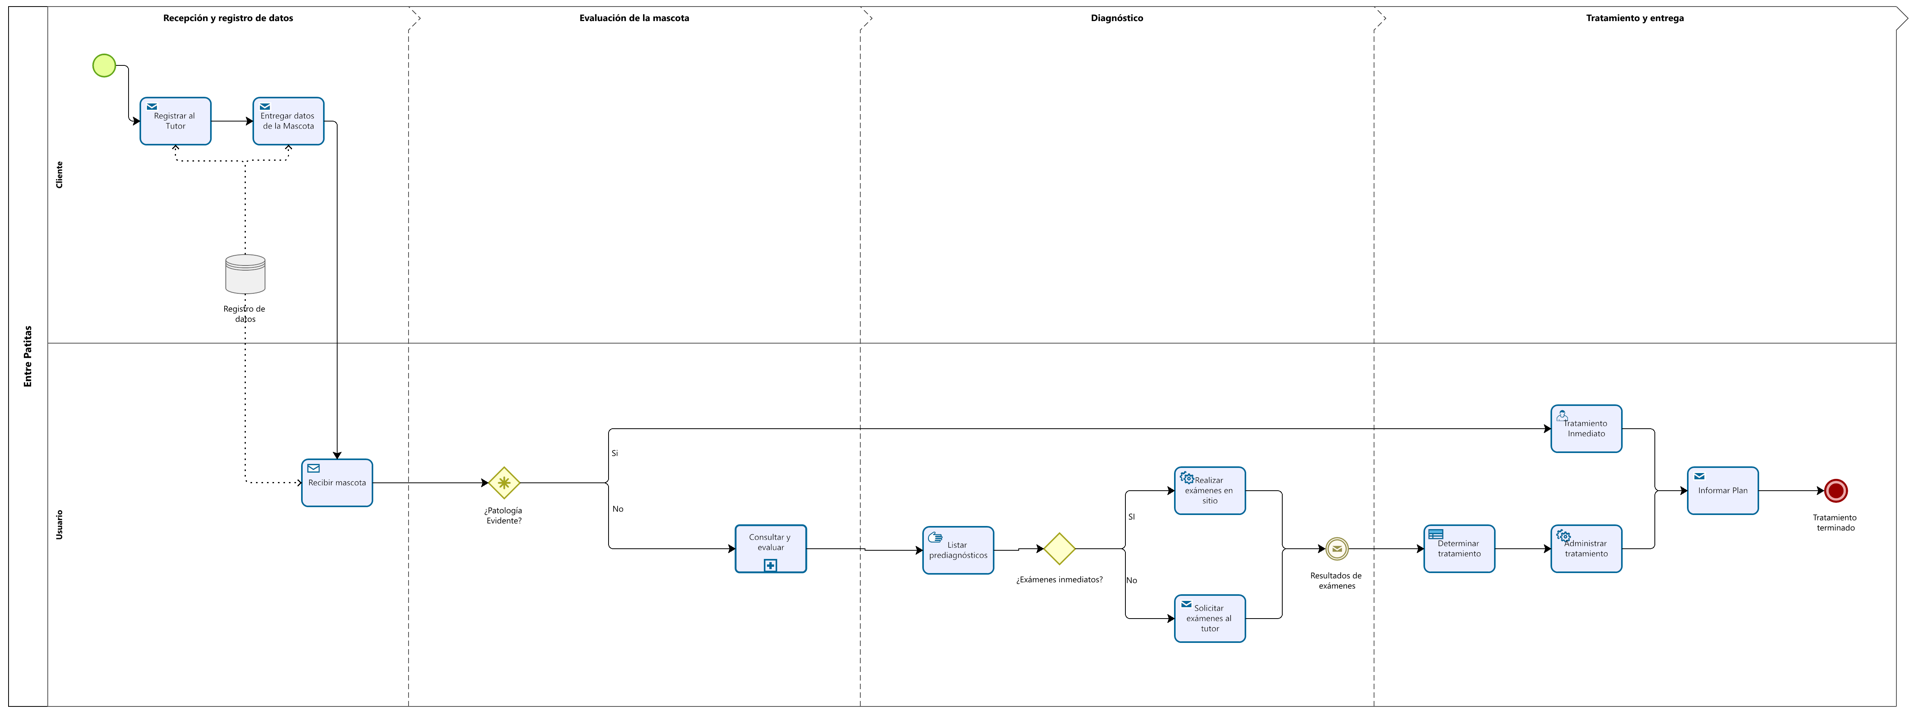 Recepción y registro de datos
Evaluación de la mascota
Diagnóstico
Tratamiento y entrega
Entre Patitas
Cliente
Registrar al
Tutor
Entregar datos
de la Mascota
Registro de
datos
Usuario
Recibir mascota
¿Patología
Evidente?
Si
No
Consultar y
evaluar
Listar
prediagnósticos
¿Exámenes inmediatos?
SI
No
Realizar
exámenes en
sitio
Solicitar
exámenes al
tutor
Resultados de
exámenes
Determinar
tratamiento
Tratamiento
Inmediato
Administrar
tratamiento
Informar Plan
Tratamiento
terminado